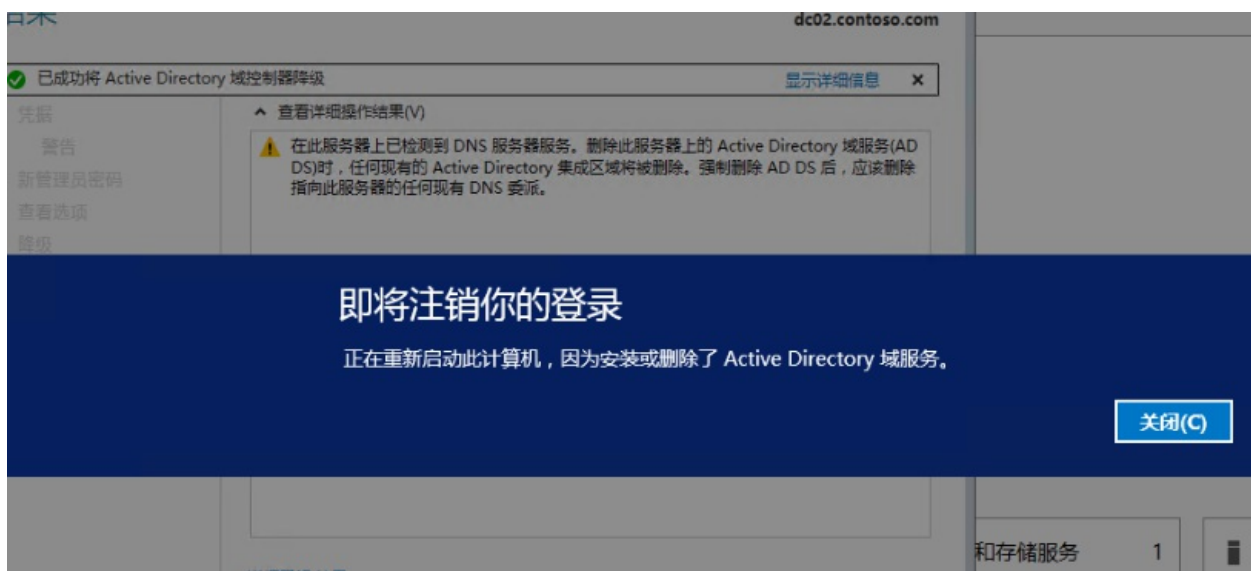 结果
dc02.contoso.com
已成功将 Active Directory 域控制器降级
显示详细信息
×
凭据
警告
新管理员密码
查看选项
降级
查看详细操作结果(V)
在此服务器上已检测到 DNS 服务器服务。删除此服务器上的 Active Directory 域服务(AD
DS)时，任何现有的 Active Directory 集成区域将被删除。强制删除 AD DS 后，应该删除
指向此服务器的任何现有 DNS 委派。
即将注销你的登录
正在重新启动此计算机，因为安装或删除了 Active Directory 域服务。
关闭(C)
和存储服务
1